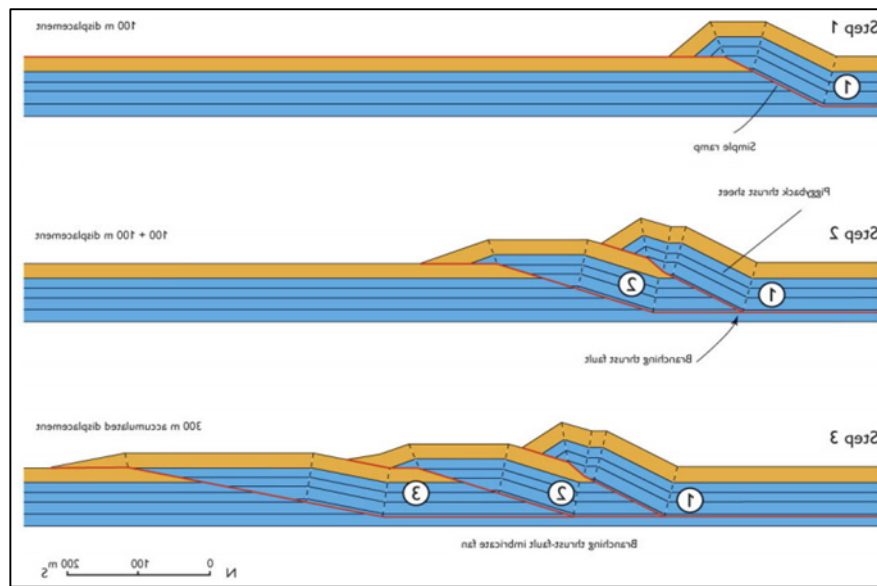 Step 1
100 m displacement
1
Simple ramp
Step 2
100 + 100 m displacement
Piggyback thrust sheet
1
2
Branching thrust fault
Step 3
300 m accumulated displacement
1
2
3
Branching thrust-fault imbricate fan
N
0 100 200 m
S